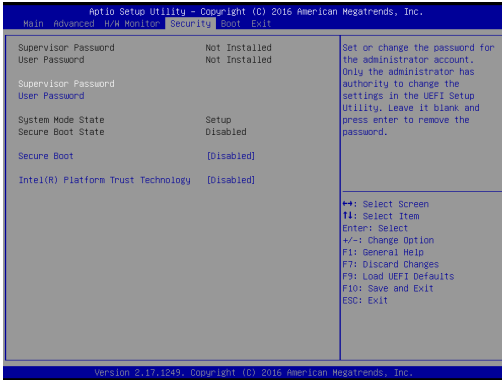 Aptio Setup Utility – Copyright (C) 2016 American Megatrends, Inc.
Main Advanced H/W Monitor Security Boot Exit
Supervisor Password Not Installed
User Password Not Installed
Supervisor Password
User Password
System Mode State Setup
Secure Boot State Disabled
Secure Boot [Disabled]
Intel(R) Platform Trust Technology [Disabled]
Set or change the password for
the administrator account.
Only the administrator has
authority to change the
settings in the UEFI Setup
Utility. Leave it blank and
press enter to remove the
password.
↔: Select Screen
↑↓: Select Item
Enter: Select
+/-: Change Option
F1: General Help
F7: Discard Changes
F9: Load UEFI Defaults
F10: Save and Exit
ESC: Exit
Version 2.17.1249. Copyright (C) 2016 American Megatrends, Inc.